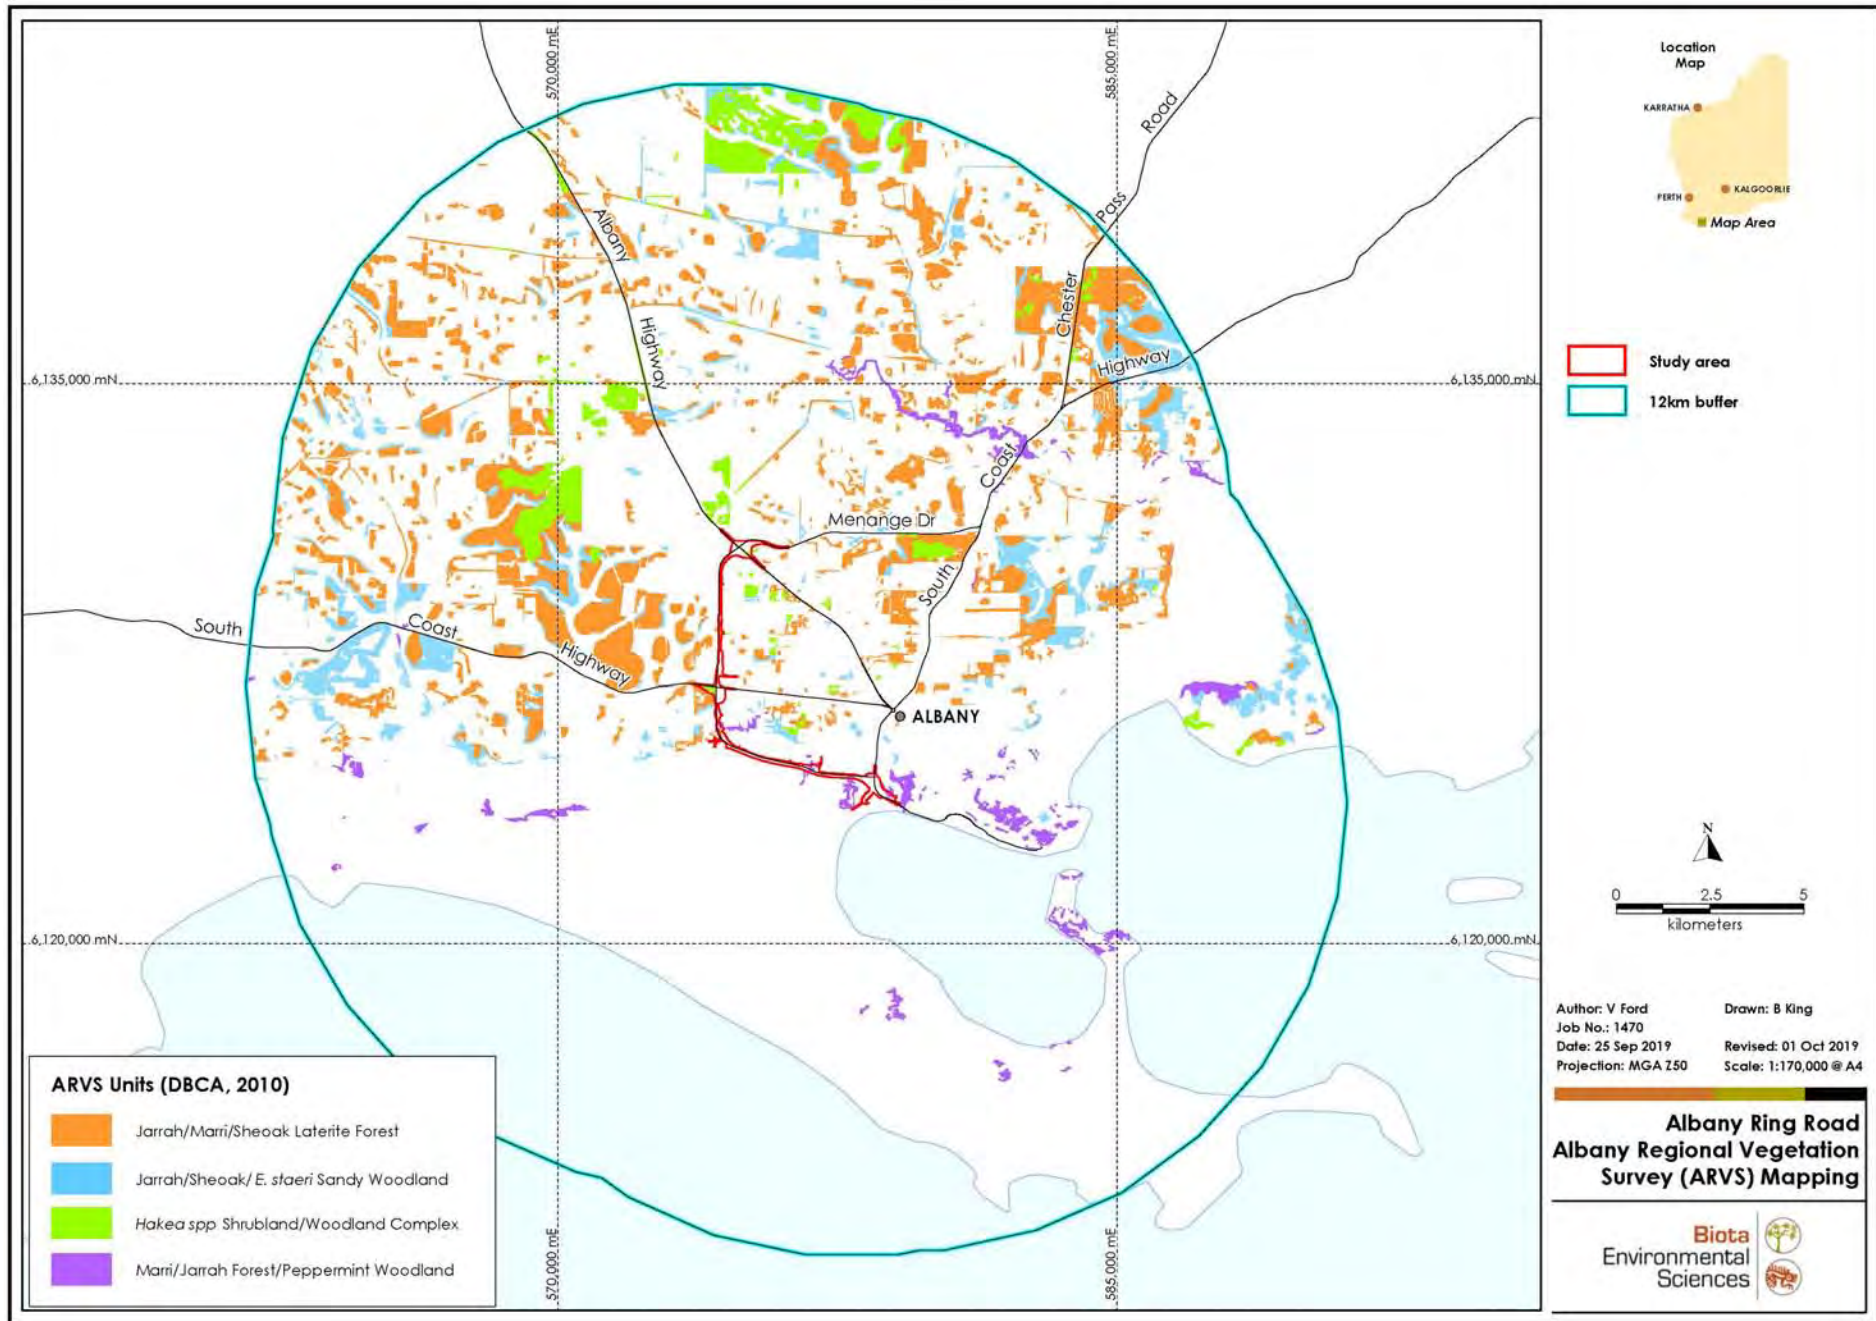 570,000 mE
585,000 mE
Road
Pass
Chester
Albany
Highway
Highway
6,135,000 mN
6,135,000 mN
Coast
Menange Dr
South
South
Coast
Highway
ALBANY
6,120,000 mN
6,120,000 mN
570,000 mE
585,000 mE
ARVS Units (DBCA, 2010)
Jarrah/Marri/Sheoak Laterite Forest
Jarrah/Sheoak/ E. staeri Sandy Woodland
Hakea spp Shrubland/Woodland Complex
Marri/Jarrah Forest/Peppermint Woodland
Location
Map
KARRATHA
KALGOORLIE
PERTH
Map Area
Study area
12km buffer
N
0 2.5 5
kilometers
Author: V Ford Drawn: B King
Job No.: 1470
Date: 25 Sep 2019 Revised: 01 Oct 2019
Projection: MGA Z50 Scale: 1:170,000 @ A4
Albany Ring Road
Albany Regional Vegetation
Survey (ARVS) Mapping
Biota
Environmental
Sciences